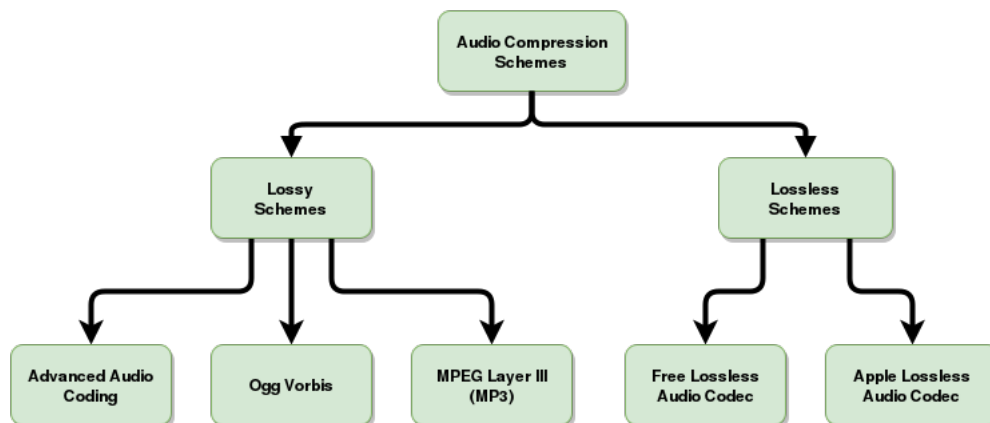 Audio Compression
Schemes
Lossy
Schemes
Lossless
Schemes
Advanced Audio
Coding
Ogg Vorbis
MPEG Layer III
(MP3)
Free Lossless
Audio Codec
Apple Lossless
Audio Codec